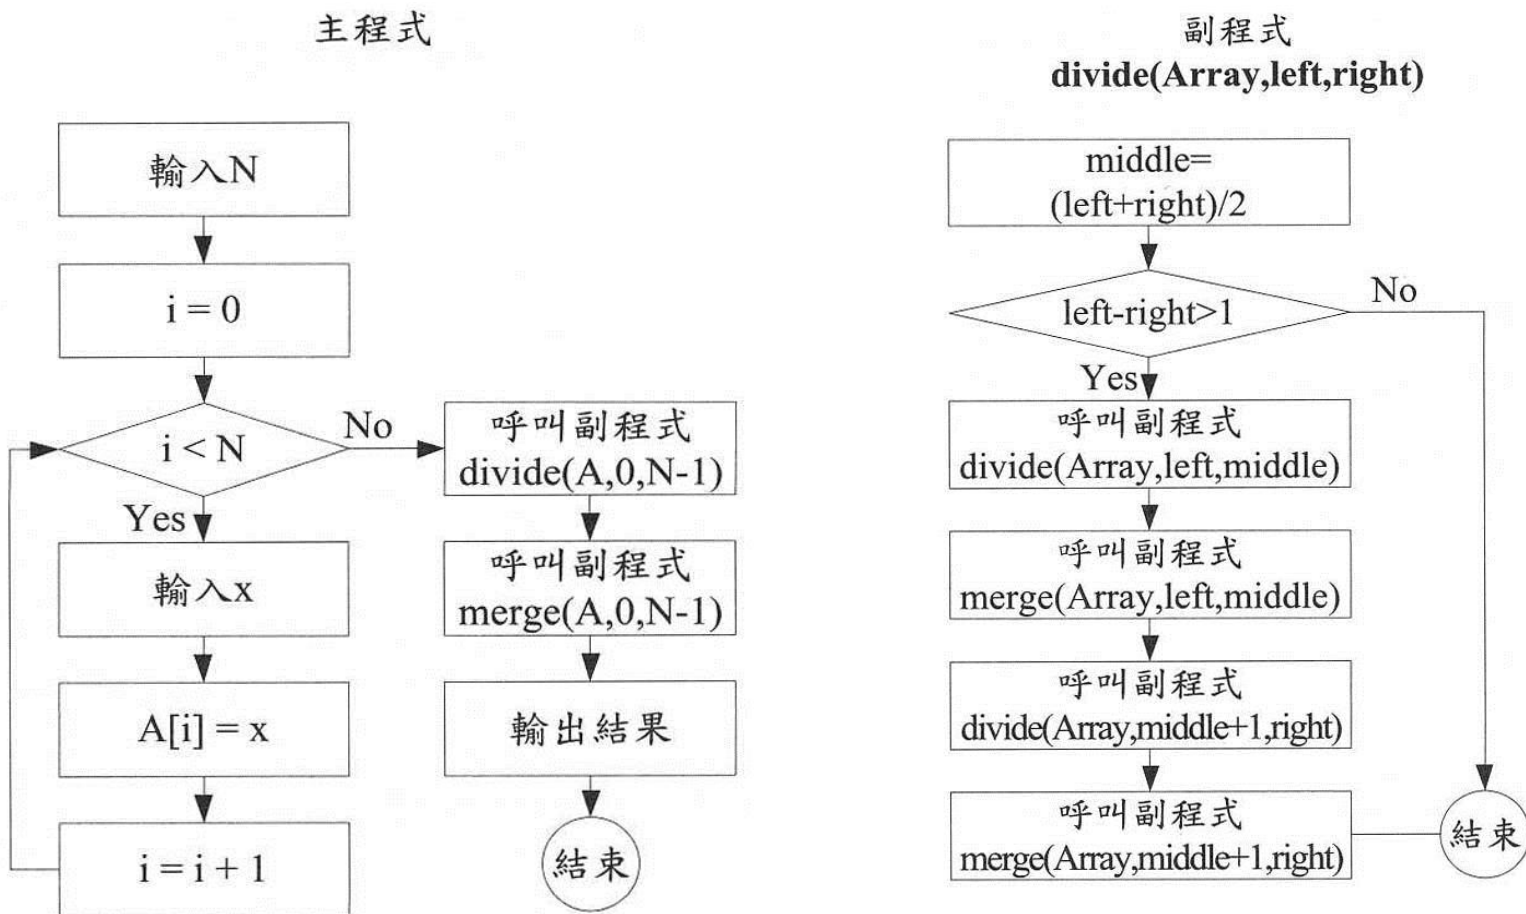 主程式
輸入N
i = 0
i < N
No
Yes
輸入x
A[i] = x
i = i + 1
呼叫副程式
divide(A,0,N-1)
呼叫副程式
merge(A,0,N-1)
輸出結果
結束
副程式
divide(Array,left,right)
middle=
(left+right)/2
left-right>1
No
Yes
呼叫副程式
divide(Array,left,middle)
呼叫副程式
merge(Array,left,middle)
呼叫副程式
divide(Array,middle+1,right)
呼叫副程式
merge(Array,middle+1,right)
結束